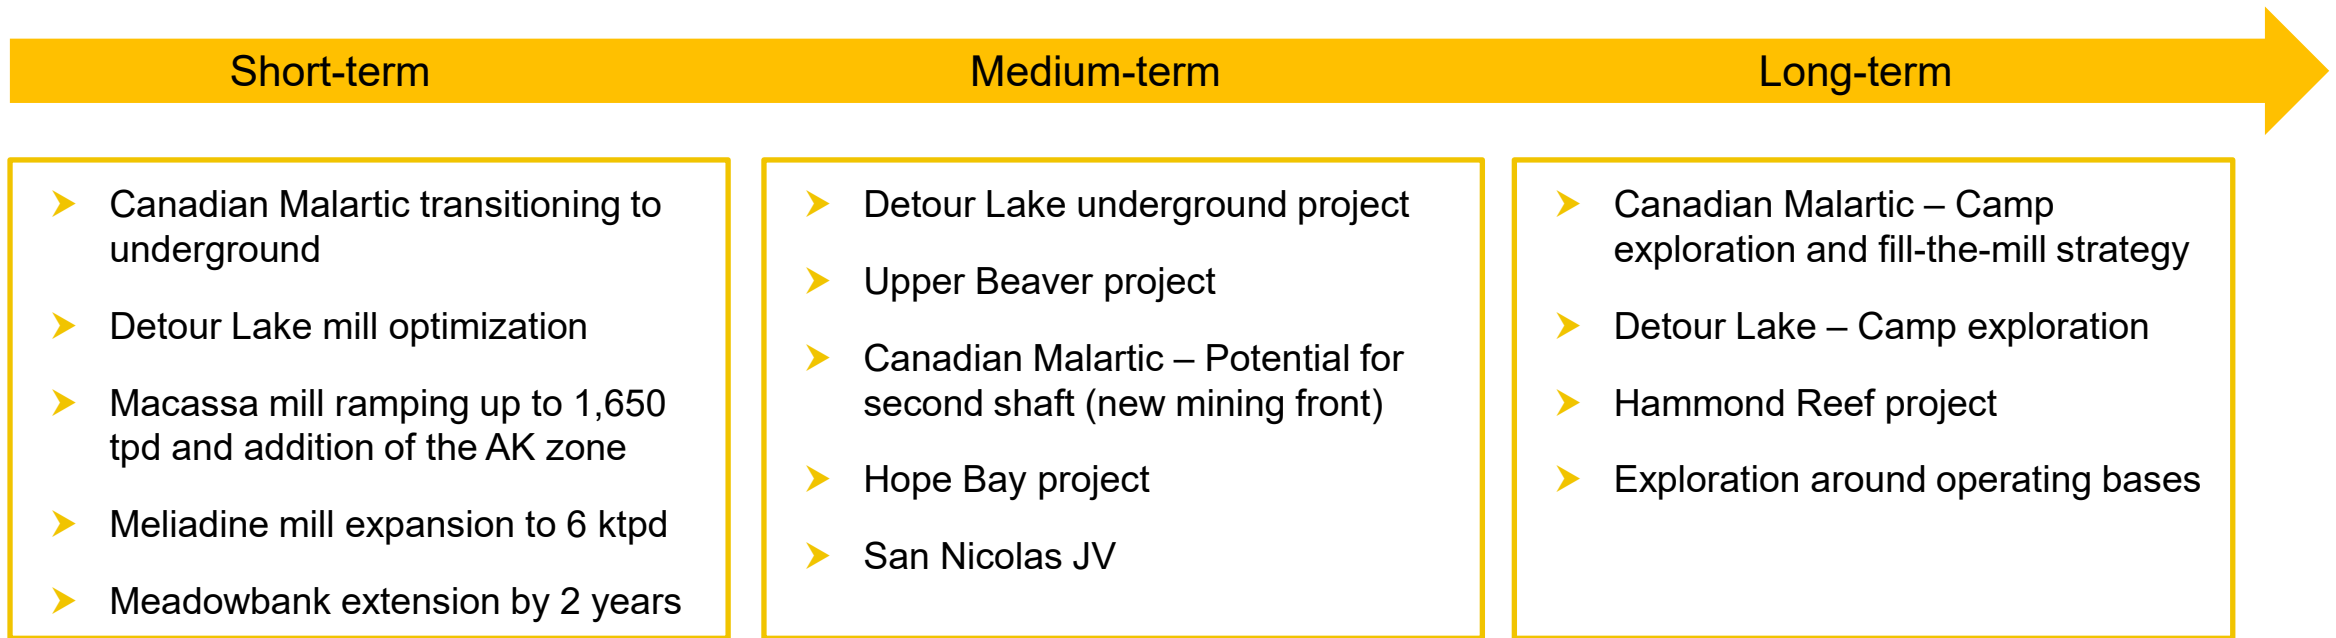 Short-term
Medium-term
Long-term
Canadian Malartic transitioning to
underground
Detour Lake mill optimization
Macassa mill ramping up to 1,650
tpd and addition of the AK zone
Meliadine mill expansion to 6 ktpd
Meadowbank extension by 2 years
Detour Lake underground project
Upper Beaver project
Canadian Malartic – Potential for
second shaft (new mining front)
Hope Bay project
San Nicolas JV
Canadian Malartic – Camp
exploration and fill-the-mill strategy
Detour Lake – Camp exploration
Hammond Reef project
Exploration around operating bases